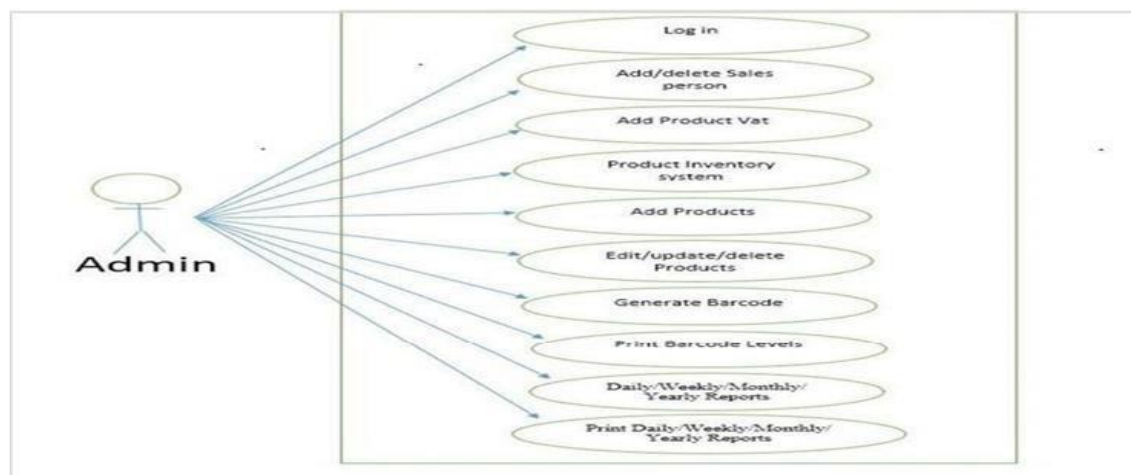 Log in
Add/delete Sales
person
Add Product Vat
Product Inventory
system
Add Products
Edit/update/delete
Products
Generate Barcode
Print Barcode Levels
Daily/Weekly/Monthly/
Yearly Reports
Print Daily/Weekly/Monthly/
Yearly Reports
Admin